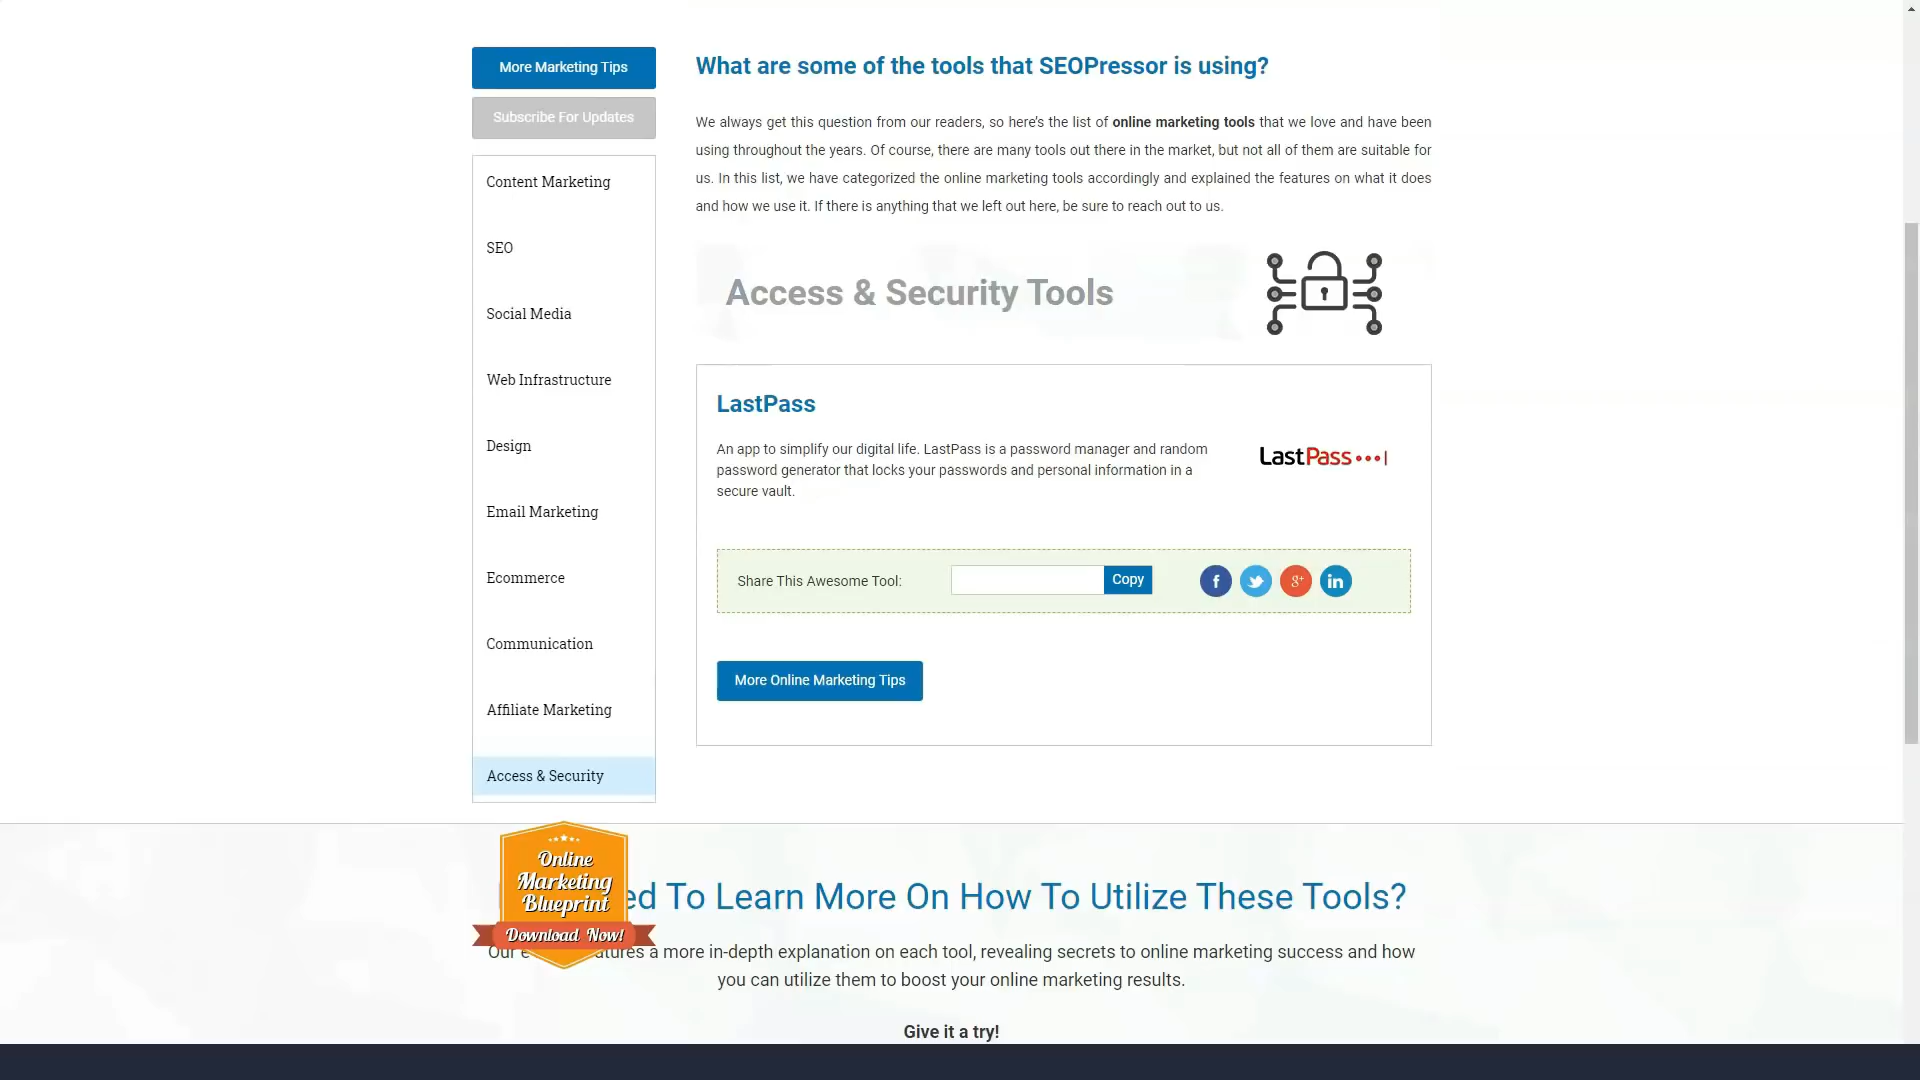 More Marketing Tips
Subscribe For Updates
Content Marketing
SEO
Social Media
Web Infrastructure
Design
Email Marketing
Ecommerce
Communication
Affiliate Marketing
Access & Security
What are some of the tools that SEOPressor is using?
We always get this question from our readers, so here's the list of online marketing tools that we love and have been
using throughout the years. Of course, there are many tools out there in the market, but not all of them are suitable for
us. In this list, we have categorized the online marketing tools accordingly and explained the features on what it does
and how we use it. If there is anything that we left out here, be sure to reach out to us.
Access & Security Tools
LastPass
An app to simplify our digital life. LastPass is a password manager and random
password generator that locks your passwords and personal information in a
secure vault.
LastPass
Share This Awesome Tool:
Copy
More Online Marketing Tips
Online
Marketing
Blueprint
Download Now!
To Learn More On How To Utilize These Tools?
Our a more in-depth explanation on each tool, revealing secrets to online marketing success and how
you can utilize them to boost your online marketing results.
Give it a try!